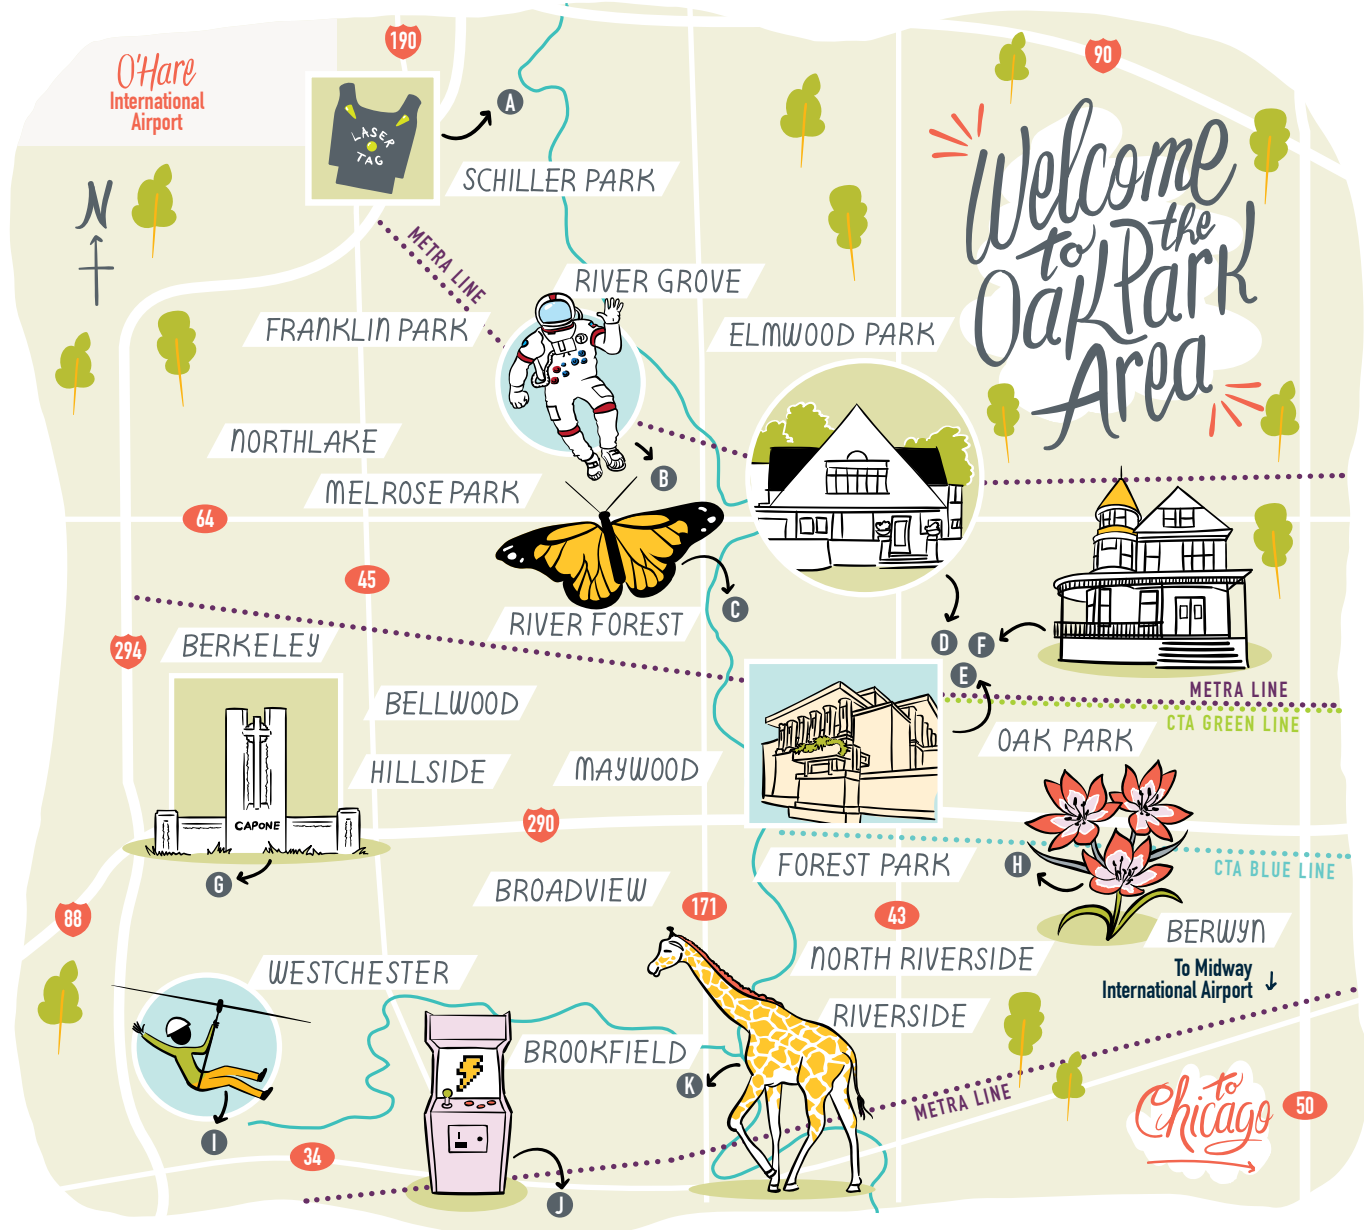 190
90
O'Hare
International
Airport
LASER
TAG
A
Welcome
to the
Oak Park
Area
SCHILLER PARK
N
METRA LINE
RIVER GROVE
FRANKLIN PARK
ELMWOOD PARK
NORTHLAKE
MELROSE PARK
B
64
45
C
RIVER FOREST
294
BERKELEY
D
F
E
METRA LINE
CTA GREEN LINE
BELLWOOD
OAK PARK
HILLSIDE
MAYWOOD
CAPONE
290
G
FOREST PARK
H
CTA BLUE LINE
BROADVIEW
88
171
43
BERWYN
NORTH RIVERSIDE
WESTCHESTER
To Midway
International Airport
RIVERSIDE
BROOKFIELD
K
METRA LINE
to
Chicago
50
I
34
J